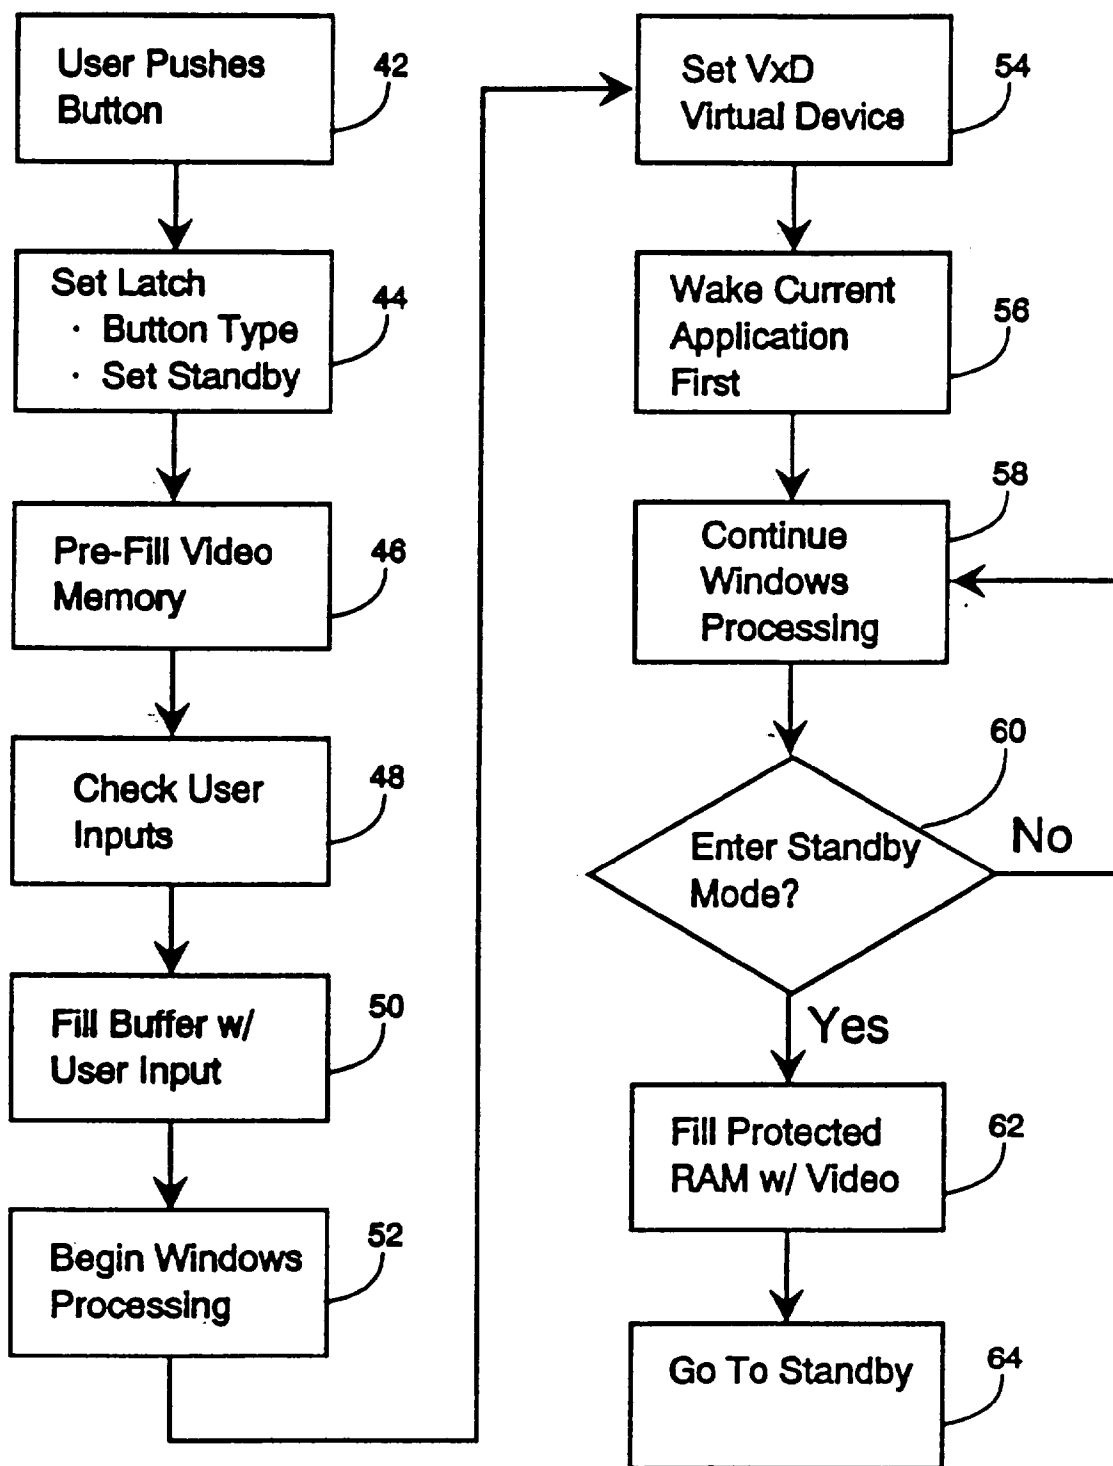 User Pushes
Button
42
Set Latch
· Button Type
· Set Standby
44
Pre-Fill Video
Memory
46
Check User
Inputs
48
Fill Buffer w/
User Input
50
Begin Windows
Processing
52
Set VxD
Virtual Device
54
Wake Current
Application
First
56
Continue
Windows
Processing
58
Enter Standby
Mode?
60
No
Yes
Fill Protected
RAM w/ Video
62
Go To Standby
64